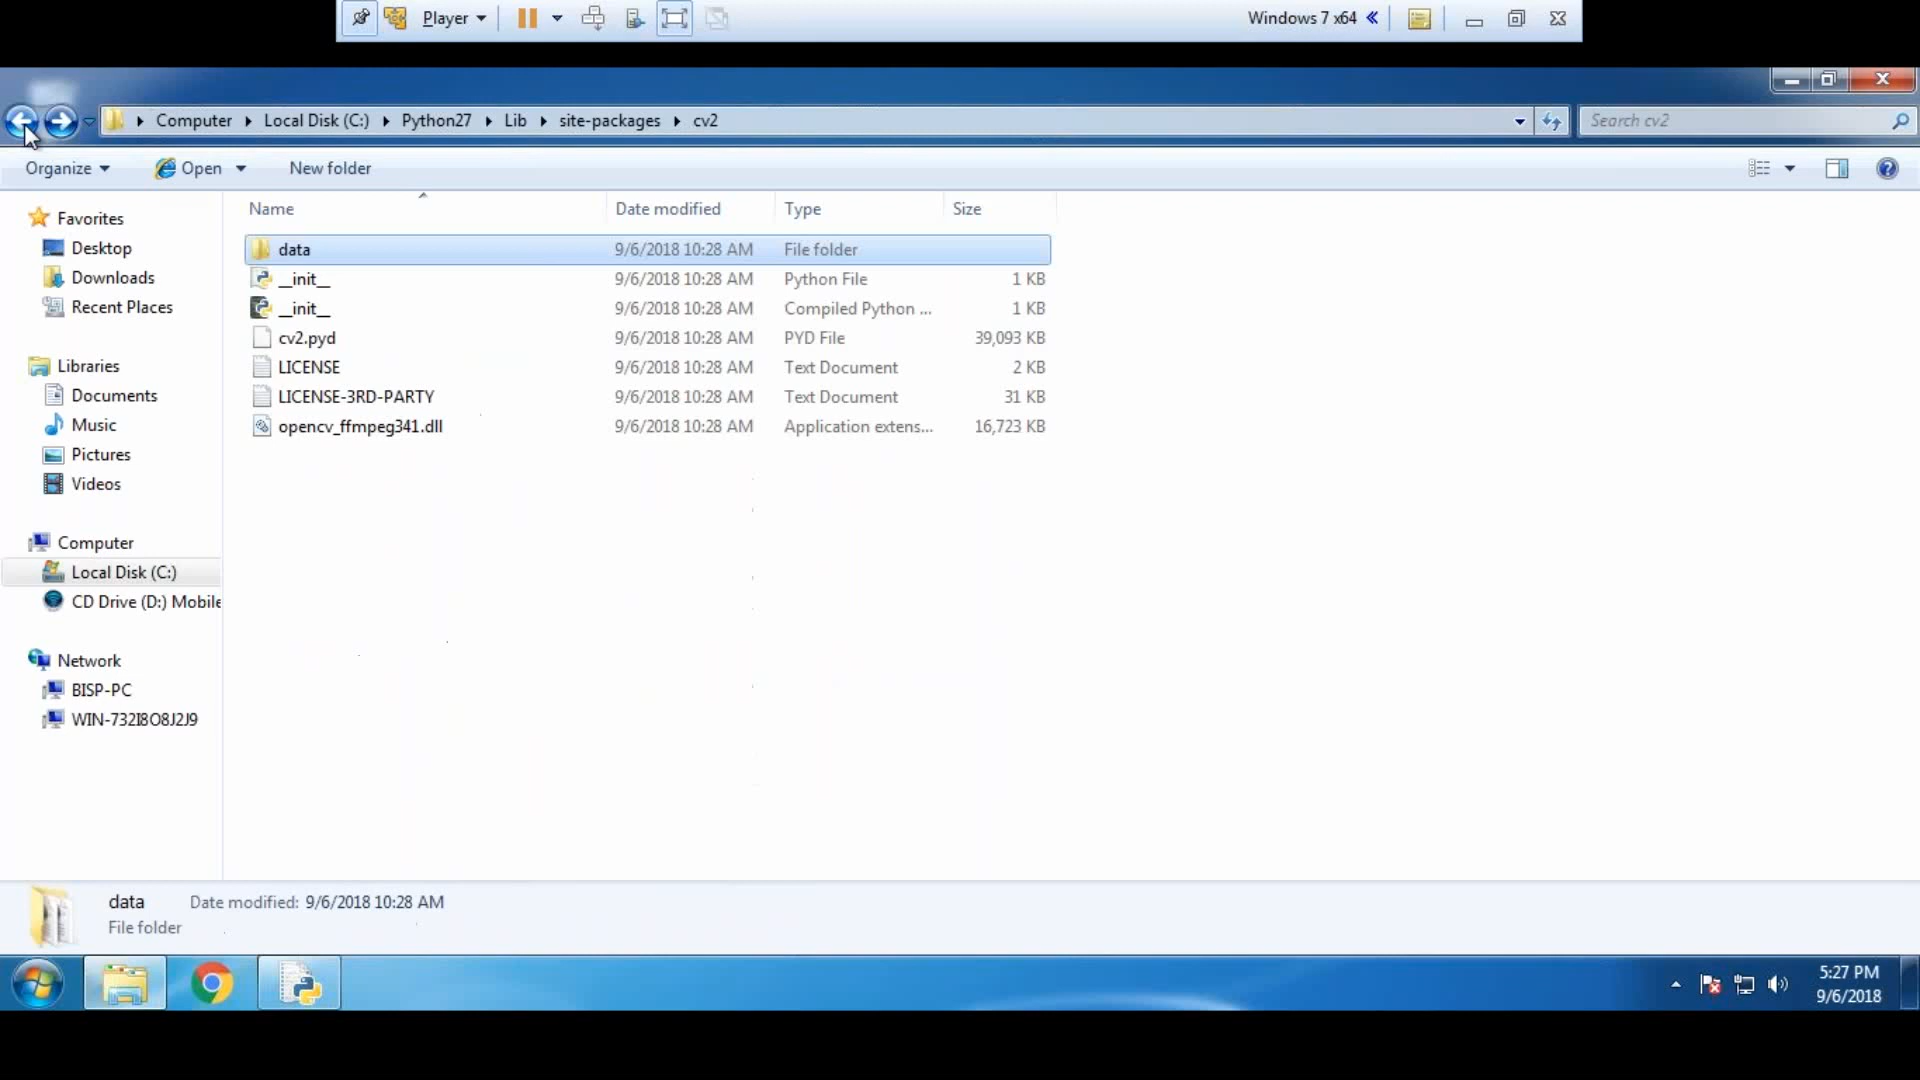 Player
Windows 7 x64
Computer Local Disk (C:) Python27 Lib site-packages cv2
Search cv2
Organize Open New folder
Name Date modified Type Size
data 9/6/2018 10:28 AM File folder
__init__ 9/6/2018 10:28 AM Python File 1 KB
__init__ 9/6/2018 10:28 AM Compiled Python ... 1 KB
cv2.pyd 9/6/2018 10:28 AM PYD File 39,093 KB
LICENSE 9/6/2018 10:28 AM Text Document 2 KB
LICENSE-3RD-PARTY 9/6/2018 10:28 AM Text Document 31 KB
opencv_ffmpeg341.dll 9/6/2018 10:28 AM Application extens... 16,723 KB
Favorites
Desktop
Downloads
Recent Places
Libraries
Documents
Music
Pictures
Videos
Computer
Local Disk (C:)
CD Drive (D:) Mobile
Network
BISP-PC
WIN-732I8O8J2J9
data Date modified: 9/6/2018 10:28 AM
File folder
5:27 PM
9/6/2018